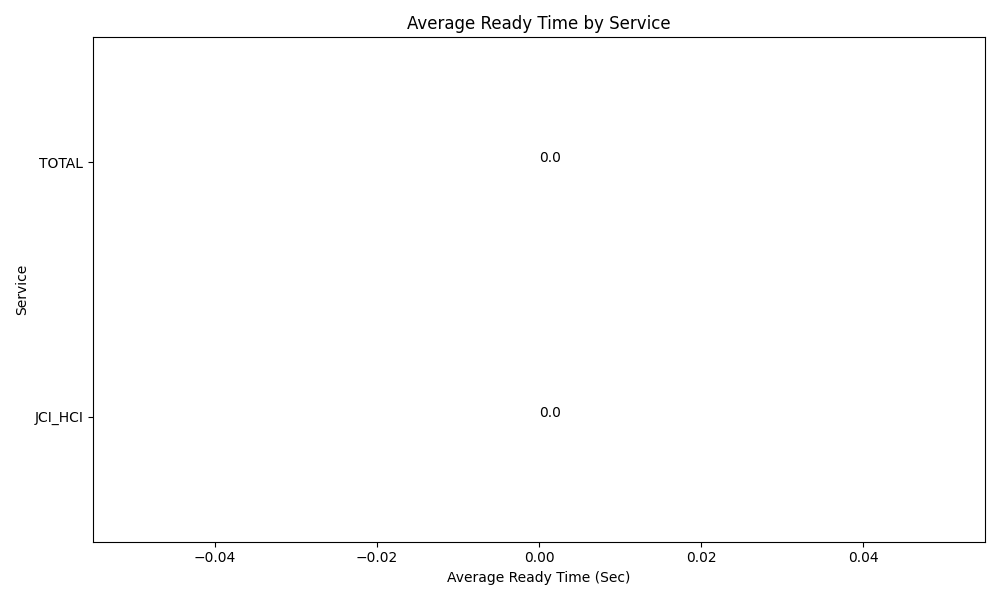 Average Ready Time by Service
TOTAL
0.0
Service
JCI_HCI
0.0
−0.04
−0.02
0.00
0.02
0.04
Average Ready Time (Sec)